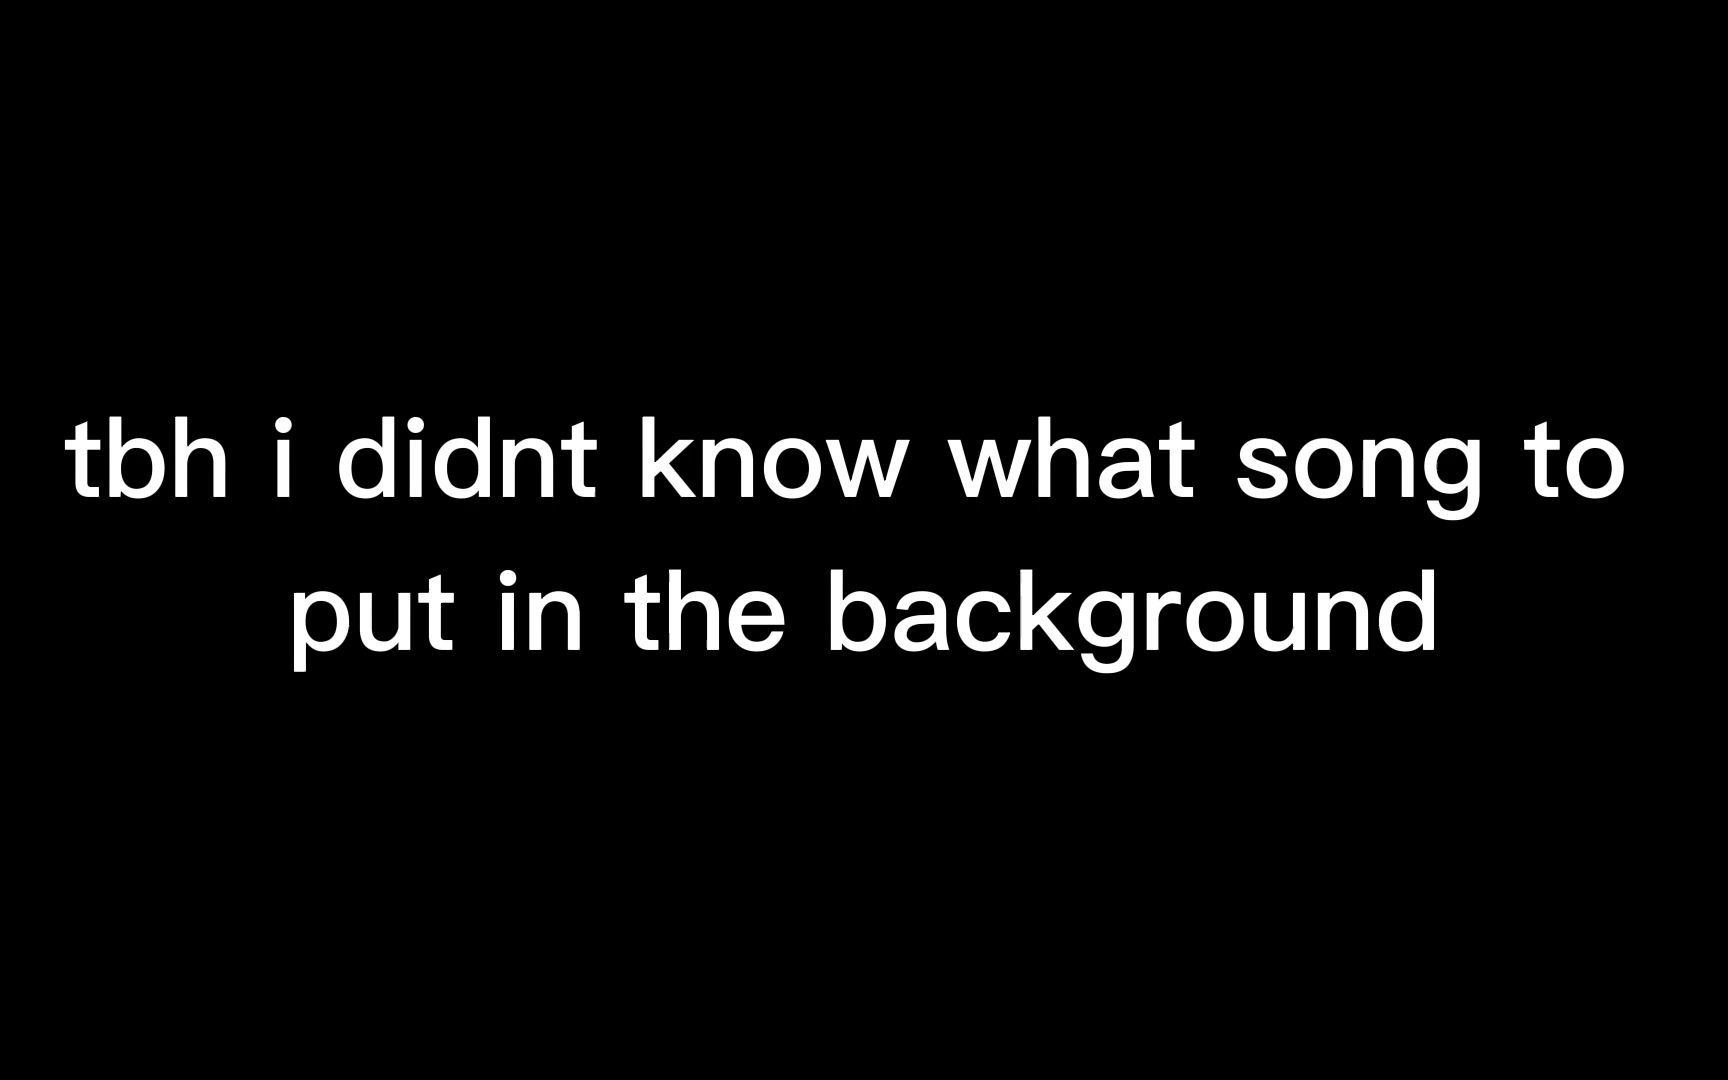 tbh i didnt know what song to
put in the background